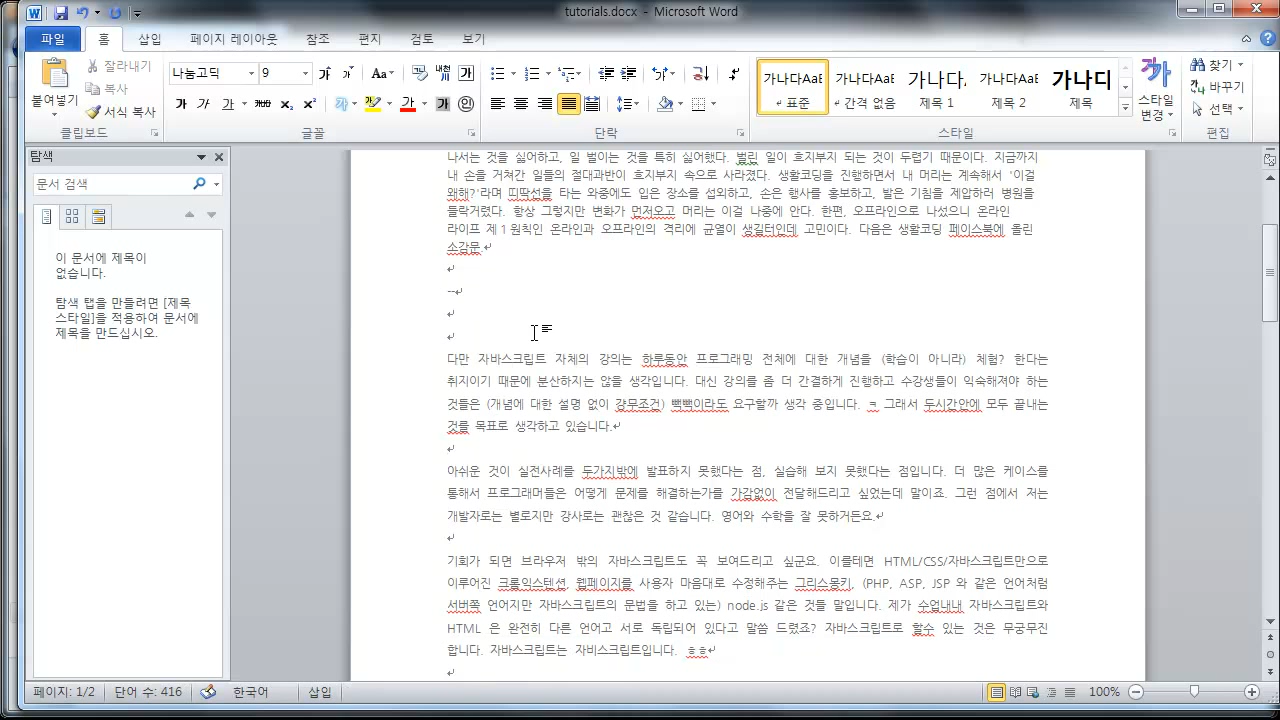 tutorials.docx - Microsoft Word
파일 홈 삽입 페이지 레이아웃 참조 편지 검토 보기
붙여넣기
잘라내기
복사
서식 복사
클립보드
나눔고딕 9
글꼴
단락
가나다AaB 가나다AaB 가나다. 가나다AaB 가나다
표준 간격 없음 제목 1 제목 2 제목
스타일
스타일 변경
찾기
바꾸기
선택
편집
탐색
문서 검색
이 문서에 제목이
없습니다.
탐색 탭을 만들려면 [제목
스타일]을 적용하여 문서에
제목을 만드십시오.
나서는 것을 싫어하고, 일 벌이는 것을 특히 싫어했다. 벌린 일이 흐지부지 되는 것이 두렵기 때문이다. 지금까지
내 손을 거쳐간 일들의 절대과반이 흐지부지 속으로 사라졌다. 생활코딩을 진행하면서 내 머리는 계속해서 '이걸
왜해?'라며 띠딱선을 타는 와중에도 입은 장소를 섭외하고, 손은 행사를 홍보하고, 발은 기침을 제압하러 병원을
들락거렸다. 항상 그렇지만 변화가 먼저오고 머리는 이걸 나중에 안다. 한편, 오프라인으로 나섰으니 온라인
라이프 제1원칙인 온라인과 오프라인의 격리에 균열이 생길터인데 고민이다. 다음은 생활코딩 페이스북에 올린
소감문.
--
다만 자바스크립트 자체의 강의는 하루동안 프로그래밍 전체에 대한 개념을 (학습이 아니라) 체험? 한다는
취지이기 때문에 분산하지는 않을 생각입니다. 대신 강의를 좀 더 간결하게 진행하고 수강생들이 익숙해져야 하는
것들은 (개념에 대한 설명 없이 걍무조건) 뻑뻑이라도 요구할까 생각 중입니다. ㅋ 그래서 두시간안에 모두 끝내는
것을 목표로 생각하고 있습니다.
아쉬운 것이 실전사례를 두가지밖에 발표하지 못했다는 점, 실습해 보지 못했다는 점입니다. 더 많은 케이스를
통해서 프로그래머들은 어떻게 문제를 해결하는가를 가감없이 전달해드리고 싶었는데 말이죠. 그런 점에서 저는
개발자로는 별로지만 강사로는 괜찮은 것 같습니다. 영어와 수학을 잘 못하거든요.
기회가 되면 브라우저 밖의 자바스크립트도 꼭 보여드리고 싶군요. 이를테면 HTML/CSS/자바스크립트만으로
이루어진 크롬익스텐션, 웹페이지를 사용자 마음대로 수정해주는 그리스몽키, (PHP, ASP, JSP 와 같은 언어처럼
서버쪽 언어지만 자바스크립트의 문법을 하고 있는) node.js 같은 것들 말입니다. 제가 수업내내 자바스크립트와
HTML 은 완전히 다른 언어고 서로 독립되어 있다고 말씀 드렸죠? 자바스크립트로 할수 있는 것은 무궁무진
합니다. 자바스크립트는 자비스크립트입니다. ㅎㅎ
페이지: 1/2 단어 수: 416 한국어 삽입 100%